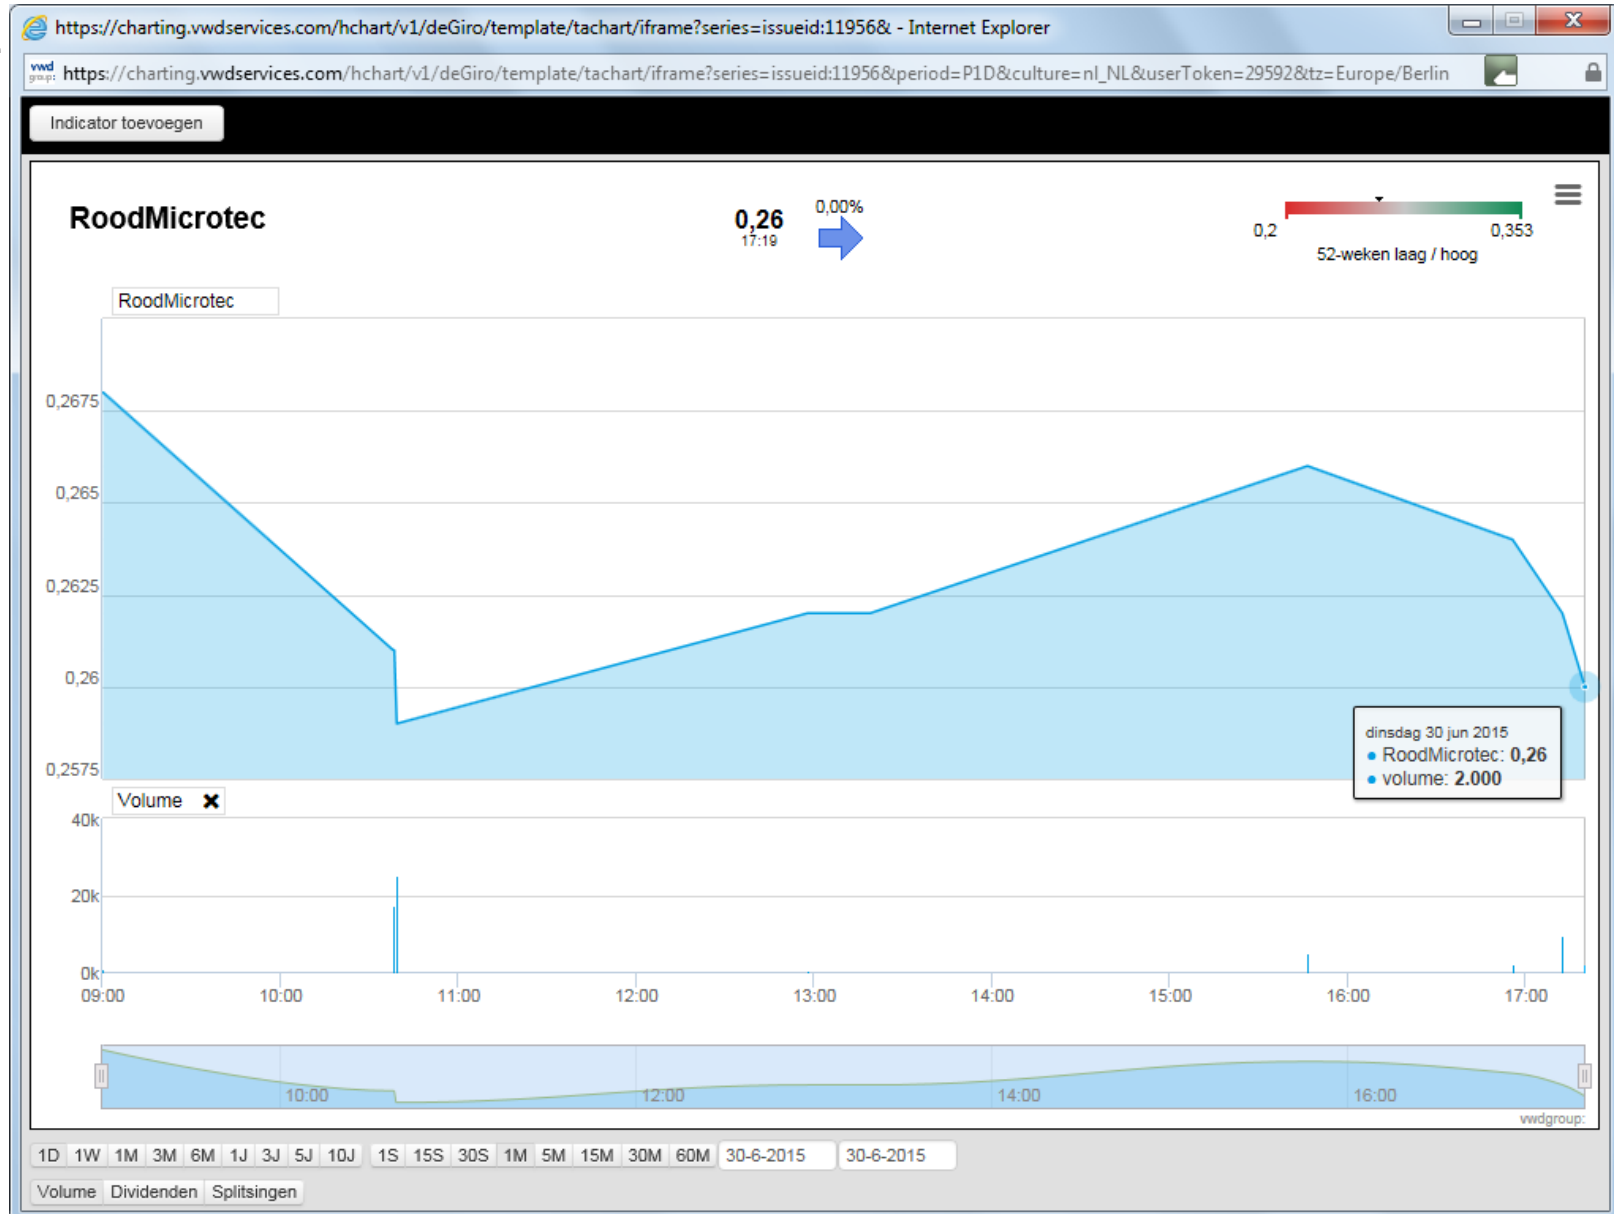 https://charting.vwdservices.com/hchart/v1/deGiro/template/tachart/iframe?series=issueid:11956& - Internet Explorer
vwd group: https://charting.vwdservices.com/hchart/v1/deGiro/template/tachart/iframe?series=issueid:11956&period=P1D&culture=nl_NL&userToken=29592&tz=Europe/Berlin
Indicator toevoegen
RoodMicrotec
0,26
17:19
0,00%
0,2
0,353
52-weken laag / hoog
RoodMicrotec
0,2675
0,265
0,2625
0,26
0,2575
dinsdag 30 jun 2015
RoodMicrotec: 0,26
volume: 2.000
Volume
40k
20k
0k
09:00 10:00 11:00 12:00 13:00 14:00 15:00 16:00 17:00
10:00 12:00 14:00 16:00
vwdgroup:
1D 1W 1M 3M 6M 1J 3J 5J 10J 1S 15S 30S 1M 5M 15M 30M 60M 30-6-2015 30-6-2015
Volume Dividenden Splitsingen